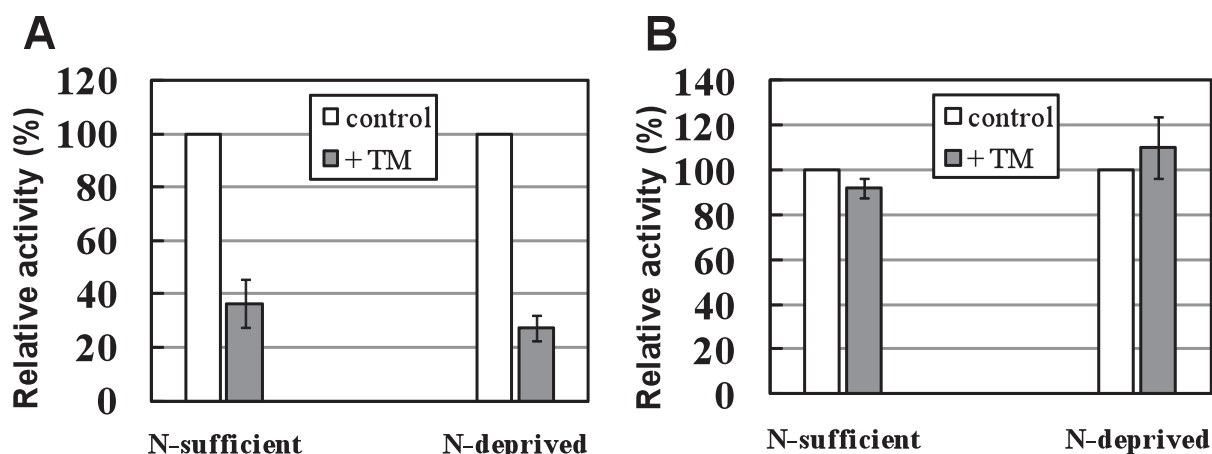 A
Relative activity (%)
120
100
80
60
40
20
0
control
+ TM
N-sufficient
N-deprived
B
Relative activity (%)
140
120
100
80
60
40
20
0
control
+ TM
N-sufficient
N-deprived